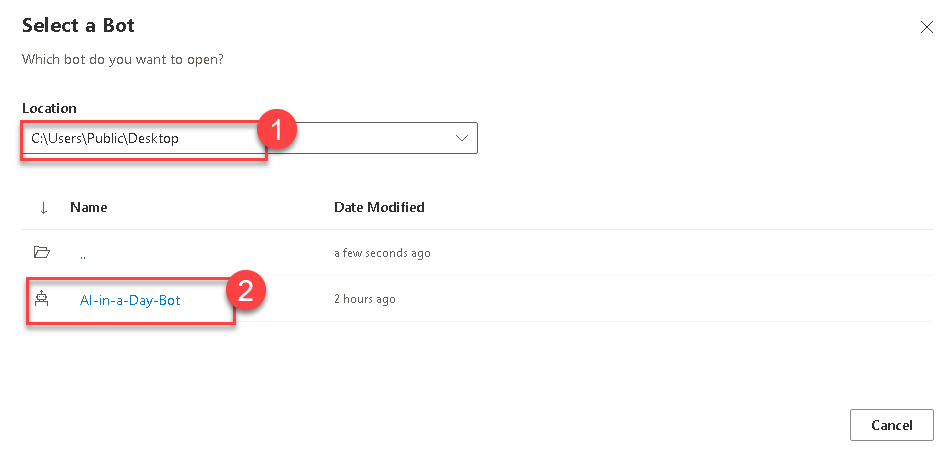 Select a Bot
Which bot do you want to open?
Location
C:\Users\Public\Desktop
1
Name Date Modified
.. a few seconds ago
AI-in-a-Day-Bot 2 hours ago
2
Cancel